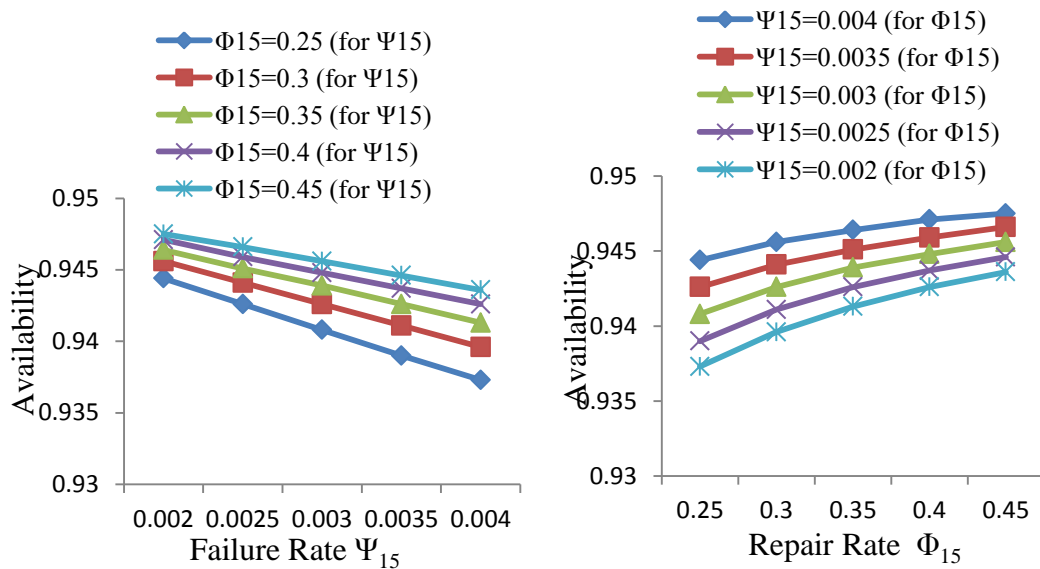 Φ15=0.25 (for Ψ15)
Φ15=0.3 (for Ψ15)
Φ15=0.35 (for Ψ15)
Φ15=0.4 (for Ψ15)
Φ15=0.45 (for Ψ15)
0.95
0.945
0.94
0.935
0.93
Availability
0.002 0.0025 0.003 0.0035 0.004
Failure Rate Ψ15
Ψ15=0.004 (for Φ15)
Ψ15=0.0035 (for Φ15)
Ψ15=0.003 (for Φ15)
Ψ15=0.0025 (for Φ15)
Ψ15=0.002 (for Φ15)
0.95
0.945
0.94
0.935
0.93
Availability
0.25 0.3 0.35 0.4 0.45
Repair Rate Φ15